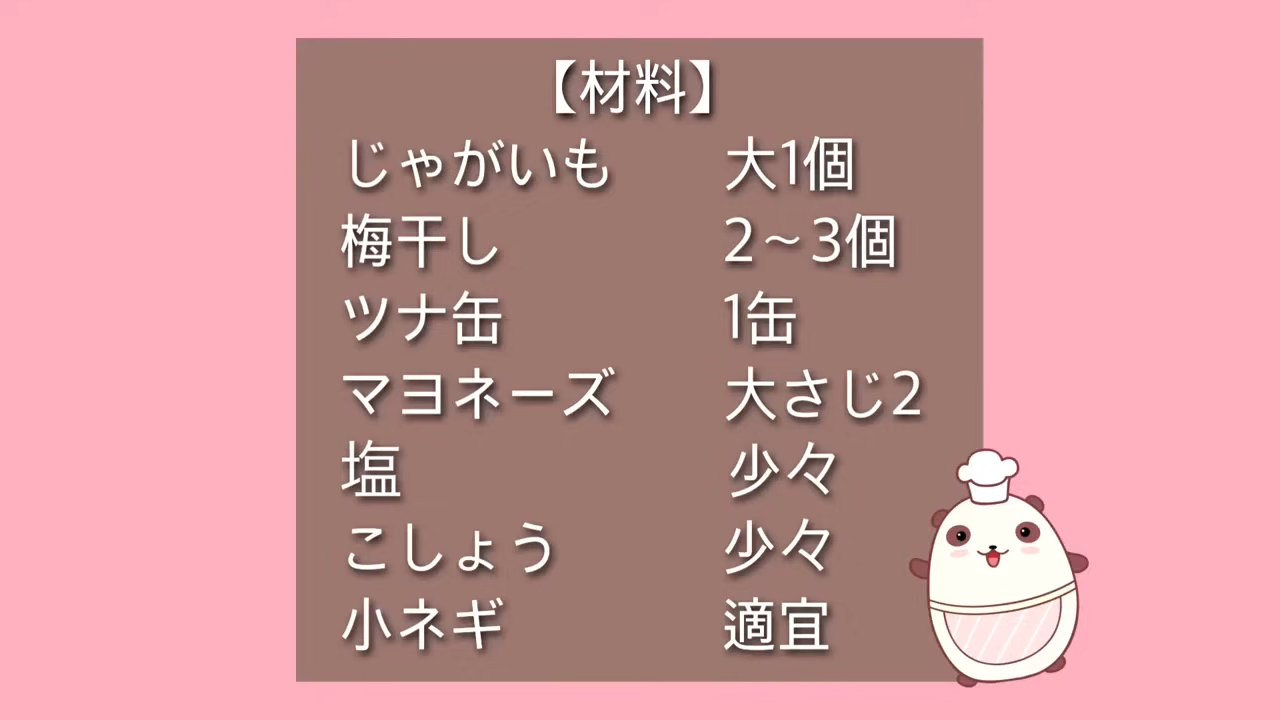 【材料】
じゃがいも 大1個
梅干し 2～3個
ツナ缶 1缶
マヨネーズ 大さじ2
塩 少々
こしょう 少々
小ネギ 適宜